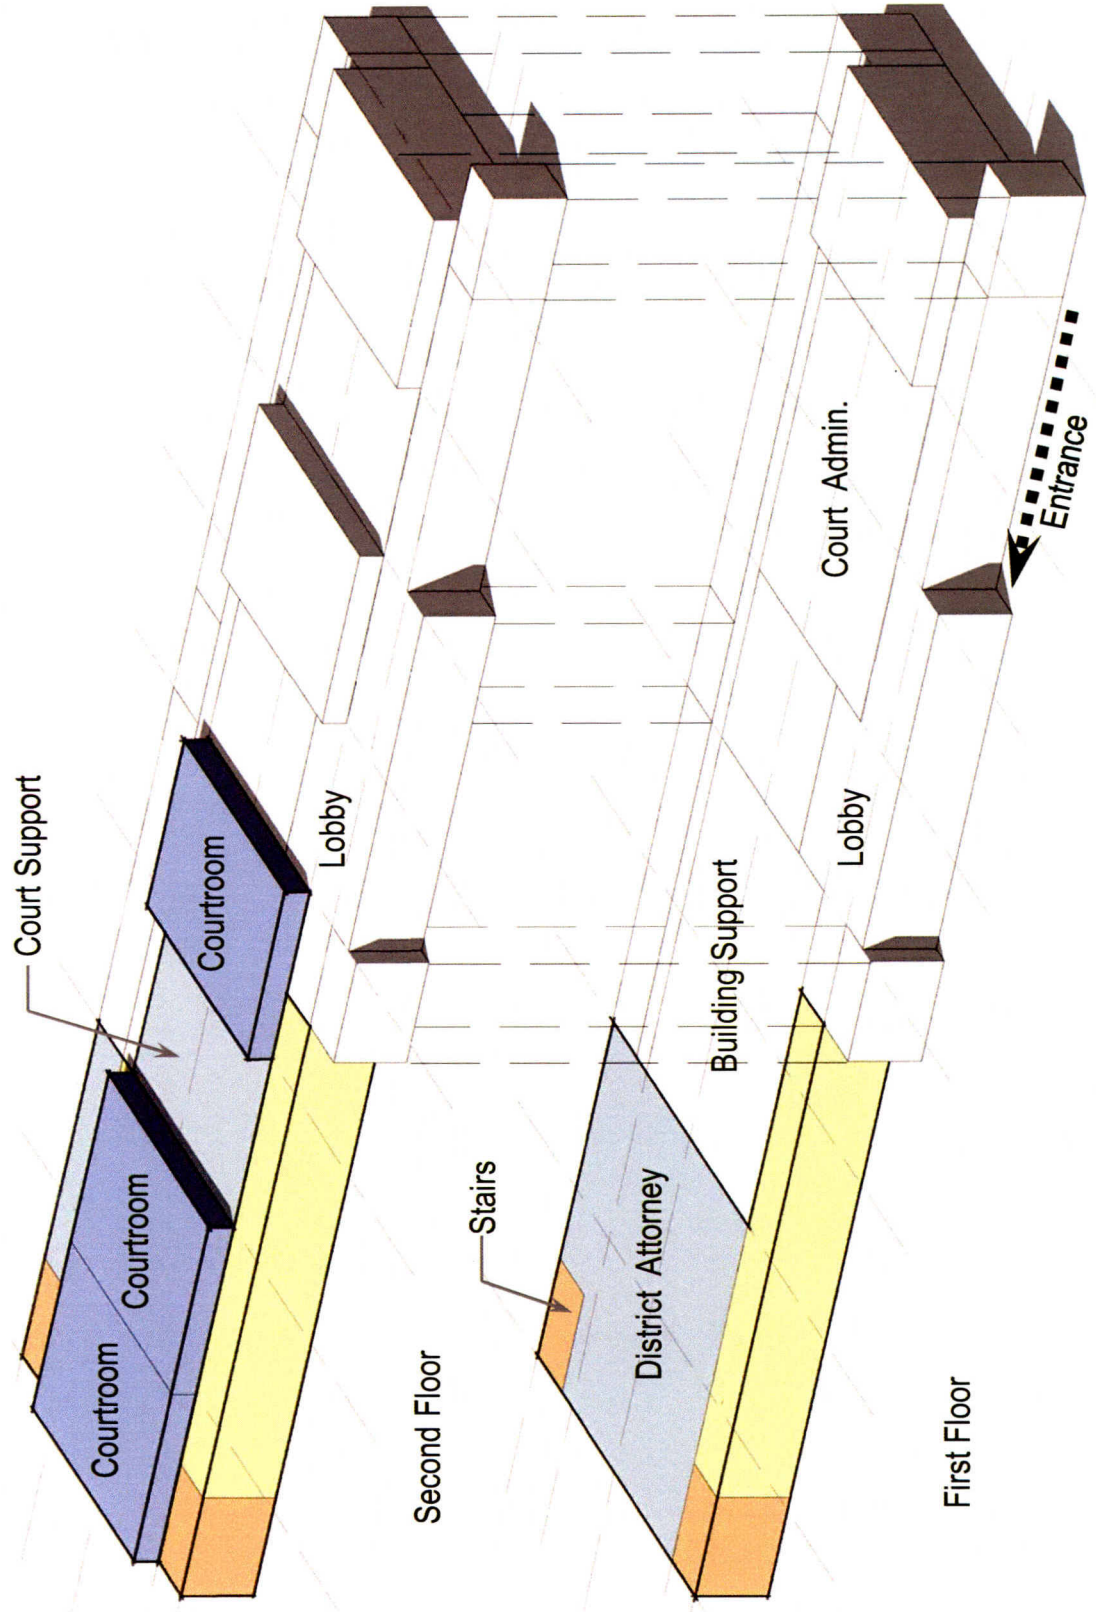 Court Support
Courtroom
Courtroom
Courtroom
Lobby
Second Floor
Stairs
District Attorney
Building Support
Court Admin.
Lobby
Entrance
First Floor